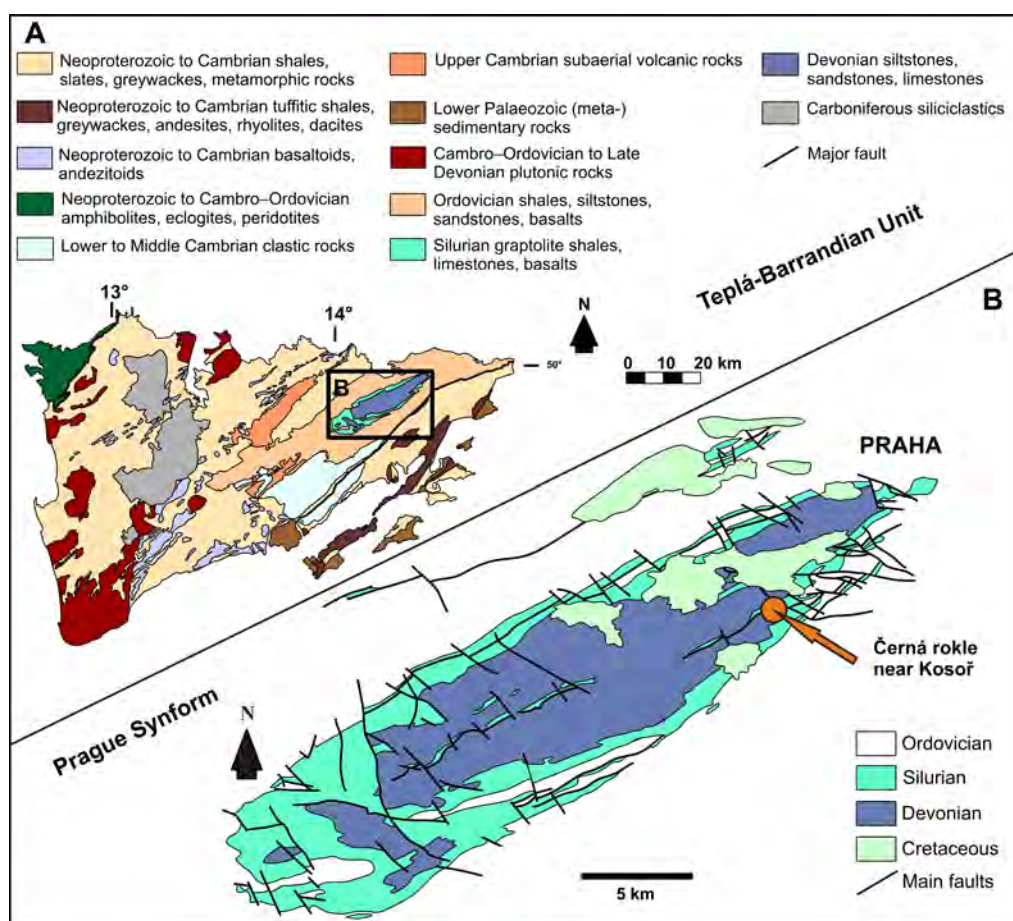 A
Neoproterozoic to Cambrian shales,
slates, greywackes, metamorphic rocks
Neoproterozoic to Cambrian tuffitic shales,
greywackes, andesites, rhyolites, dacites
Neoproterozoic to Cambrian basaltoids,
andezitoids
Neoproterozoic to Cambro–Ordovician
amphibolites, eclogites, peridotites
Lower to Middle Cambrian clastic rocks
Upper Cambrian subaerial volcanic rocks
Lower Palaeozoic (meta-)
sedimentary rocks
Cambro–Ordovician to Late
Devonian plutonic rocks
Ordovician shales, siltstones,
sandstones, basalts
Silurian graptolite shales,
limestones, basalts
Devonian siltstones,
sandstones, limestones
Carboniferous siliciclastics
Major fault
Teplá-Barrandian Unit
13°
14°
N
50°
0 10 20 km
B
B
PRAHA
Černá rokle
near Kosoř
Prague Synform
N
Ordovician
Silurian
Devonian
Cretaceous
Main faults
5 km